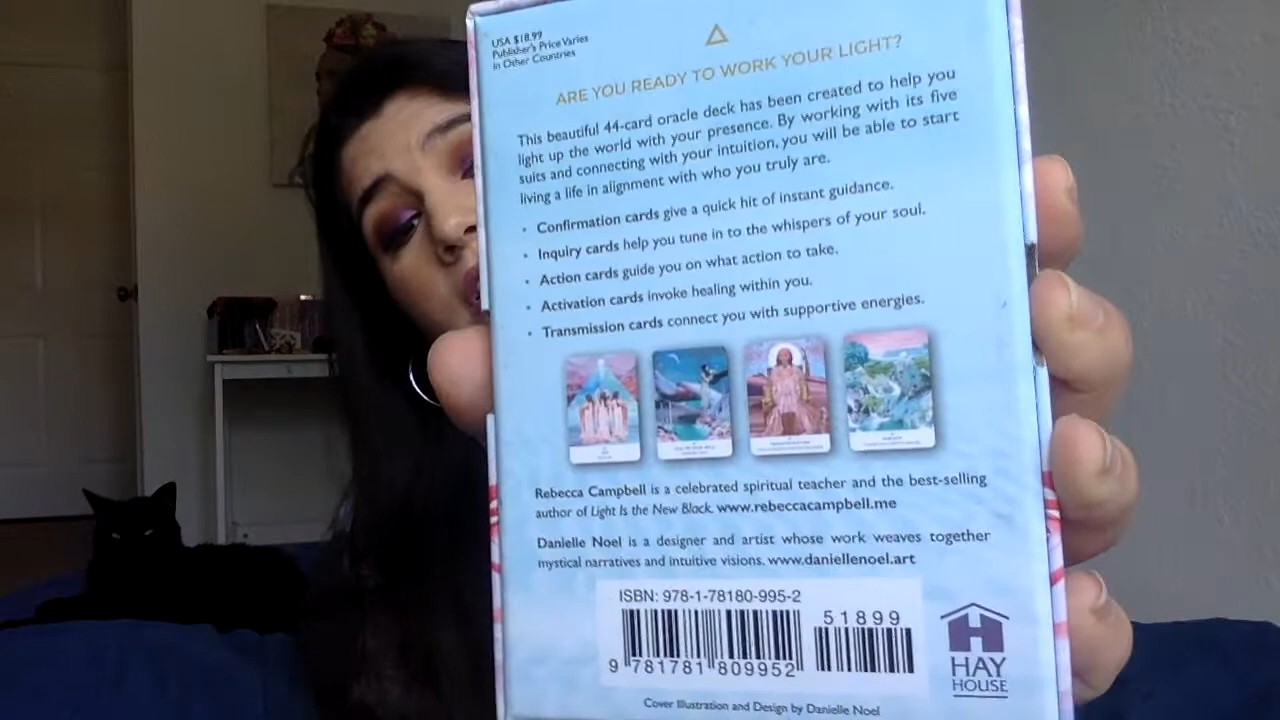 USA $18.99
Publisher's Price Varies
in Other Countries
ARE YOU READY TO WORK YOUR LIGHT?
This beautiful 44-card oracle deck has been created to help you
light up the world with your presence. By working with its five
suits and connecting with your intuition, you will be able to start
living a life in alignment with who you truly are.
• Confirmation cards give a quick hit of instant guidance.
• Inquiry cards help you tune in to the whispers of your soul.
• Action cards guide you on what action to take.
• Activation cards invoke healing within you.
• Transmission cards connect you with supportive energies.
Rebecca Campbell is a celebrated spiritual teacher and the best-selling
author of Light Is the New Black. www.rebeccacampbell.me
Danielle Noel is a designer and artist whose work weaves together
mystical narratives and intuitive visions. www.daniellenoel.art
ISBN: 978-1-78180-995-2
51899
9 781781 809952
HAY
HOUSE
Cover Illustration and Design by Danielle Noel